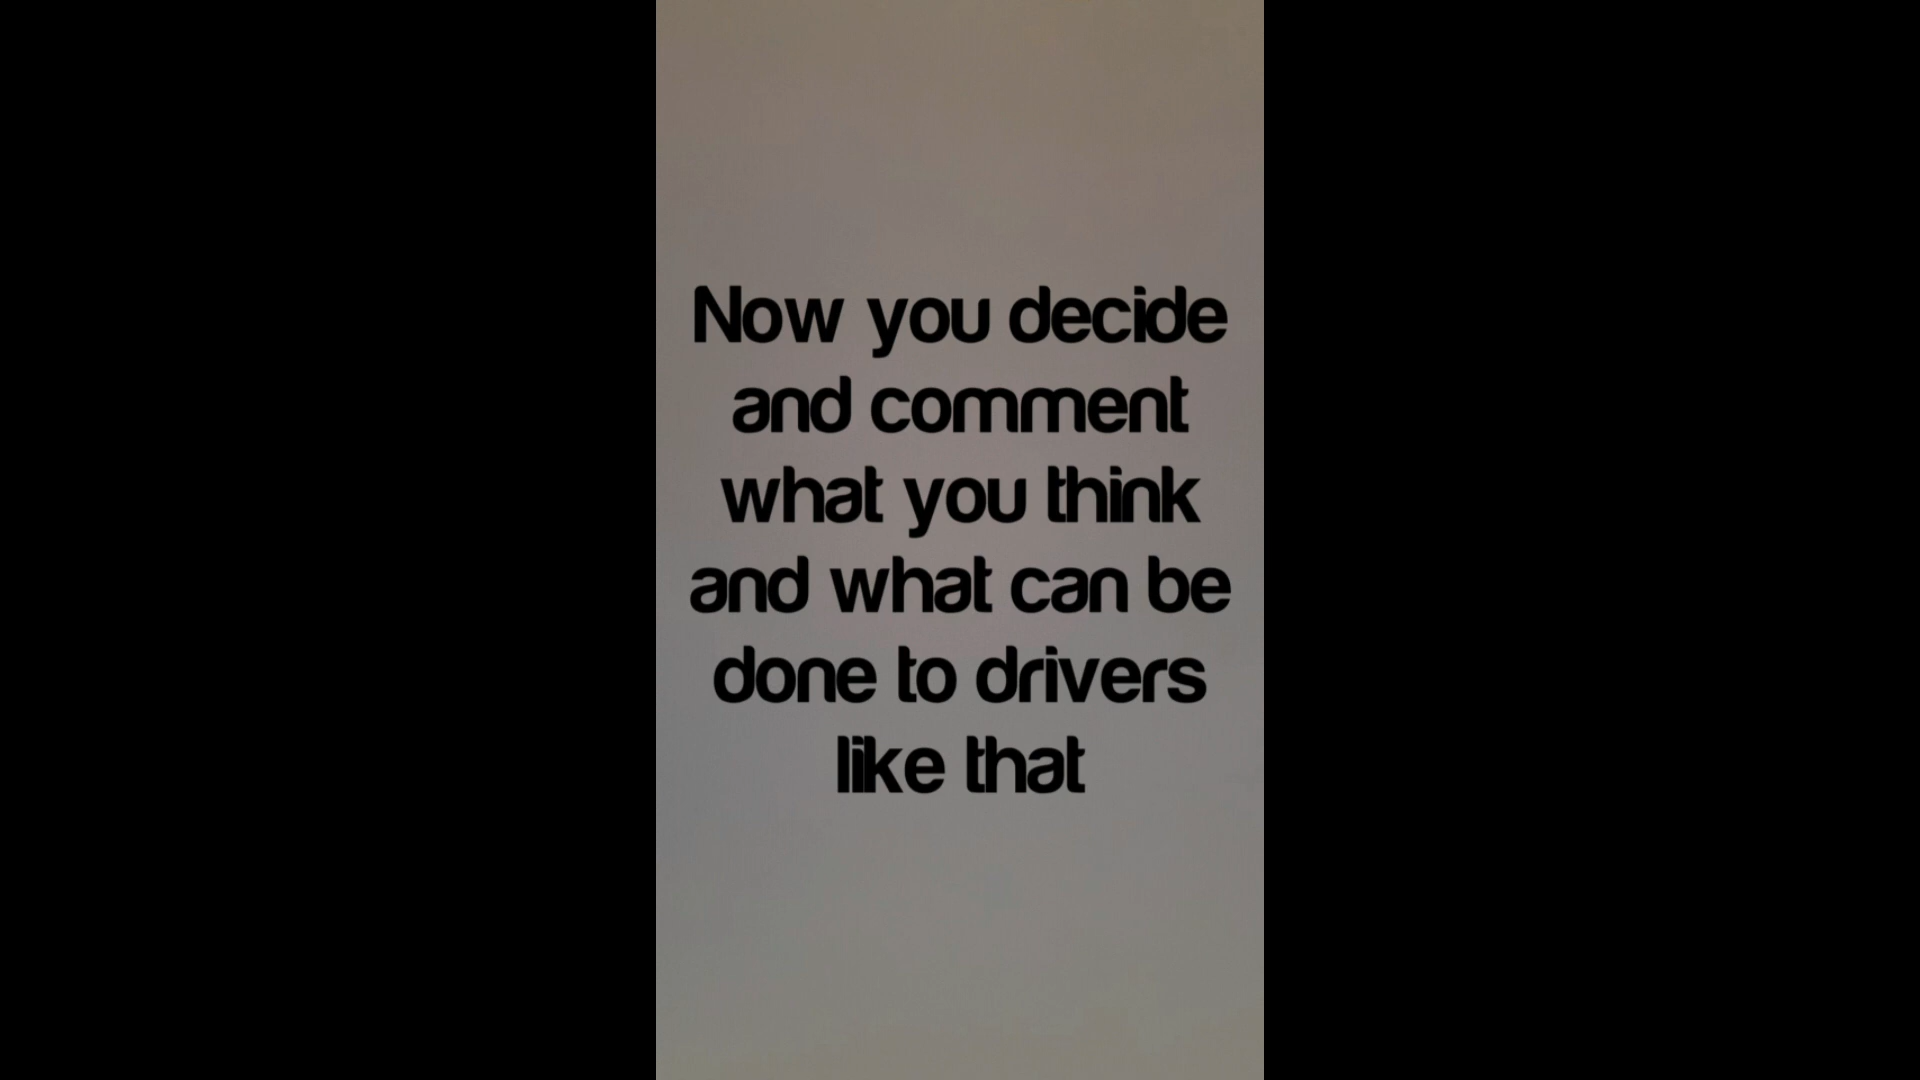 Now you decide
and comment
what you think
and what can be
done to drivers
like that